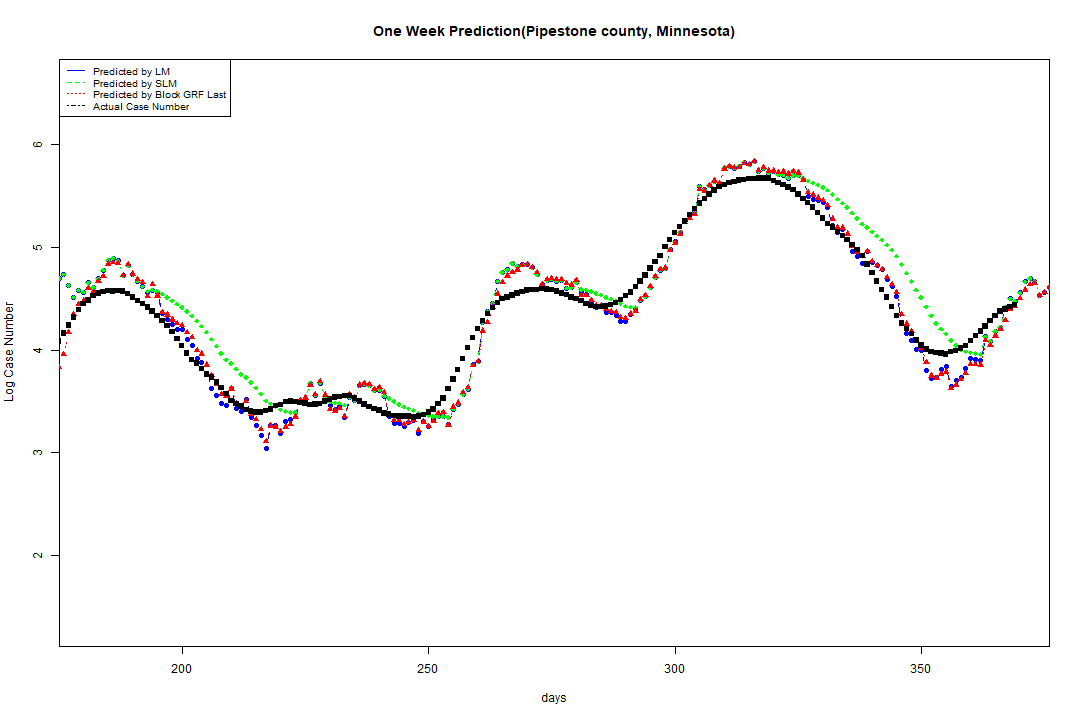 One Week Prediction(Pipestone county, Minnesota)
Predicted by LM
Predicted by SLM
Predicted by Block GRF Last
Actual Case Number
6
5
4
3
2
Log Case Number
200
250
300
350
days